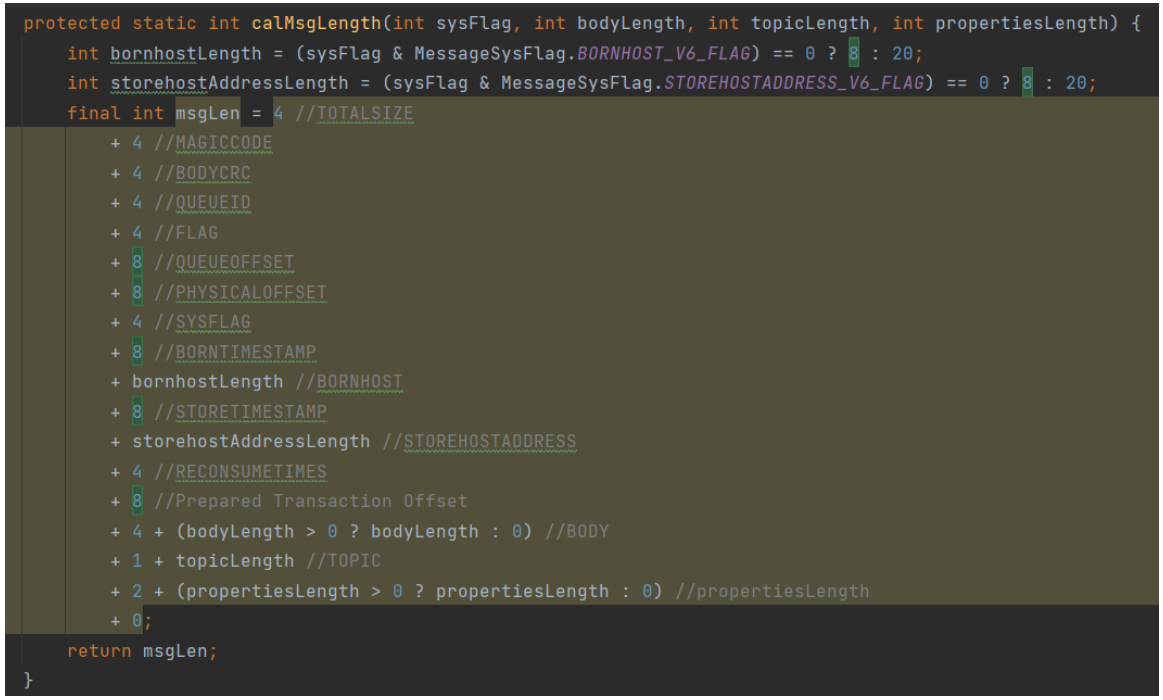 protected static int calMsgLength(int sysFlag, int bodyLength, int topicLength, int propertiesLength) {
    int bornhostLength = (sysFlag & MessageSysFlag.BORNHOST_V6_FLAG) == 0 ? 8 : 20;
    int storehostAddressLength = (sysFlag & MessageSysFlag.STOREHOSTADDRESS_V6_FLAG) == 0 ? 8 : 20;
    final int msgLen = 4 //TOTALSIZE
        + 4 //MAGICCODE
        + 4 //BODYCRC
        + 4 //QUEUEID
        + 4 //FLAG
        + 8 //QUEUEOFFSET
        + 8 //PHYSICALOFFSET
        + 4 //SYSFLAG
        + 8 //BORNTIMESTAMP
        + bornhostLength //BORNHOST
        + 8 //STORETIMESTAMP
        + storehostAddressLength //STOREHOSTADDRESS
        + 4 //RECONSUMETIMES
        + 8 //Prepared Transaction Offset
        + 4 + (bodyLength > 0 ? bodyLength : 0) //BODY
        + 1 + topicLength //TOPIC
        + 2 + (propertiesLength > 0 ? propertiesLength : 0) //propertiesLength
        + 0;
    return msgLen;
}